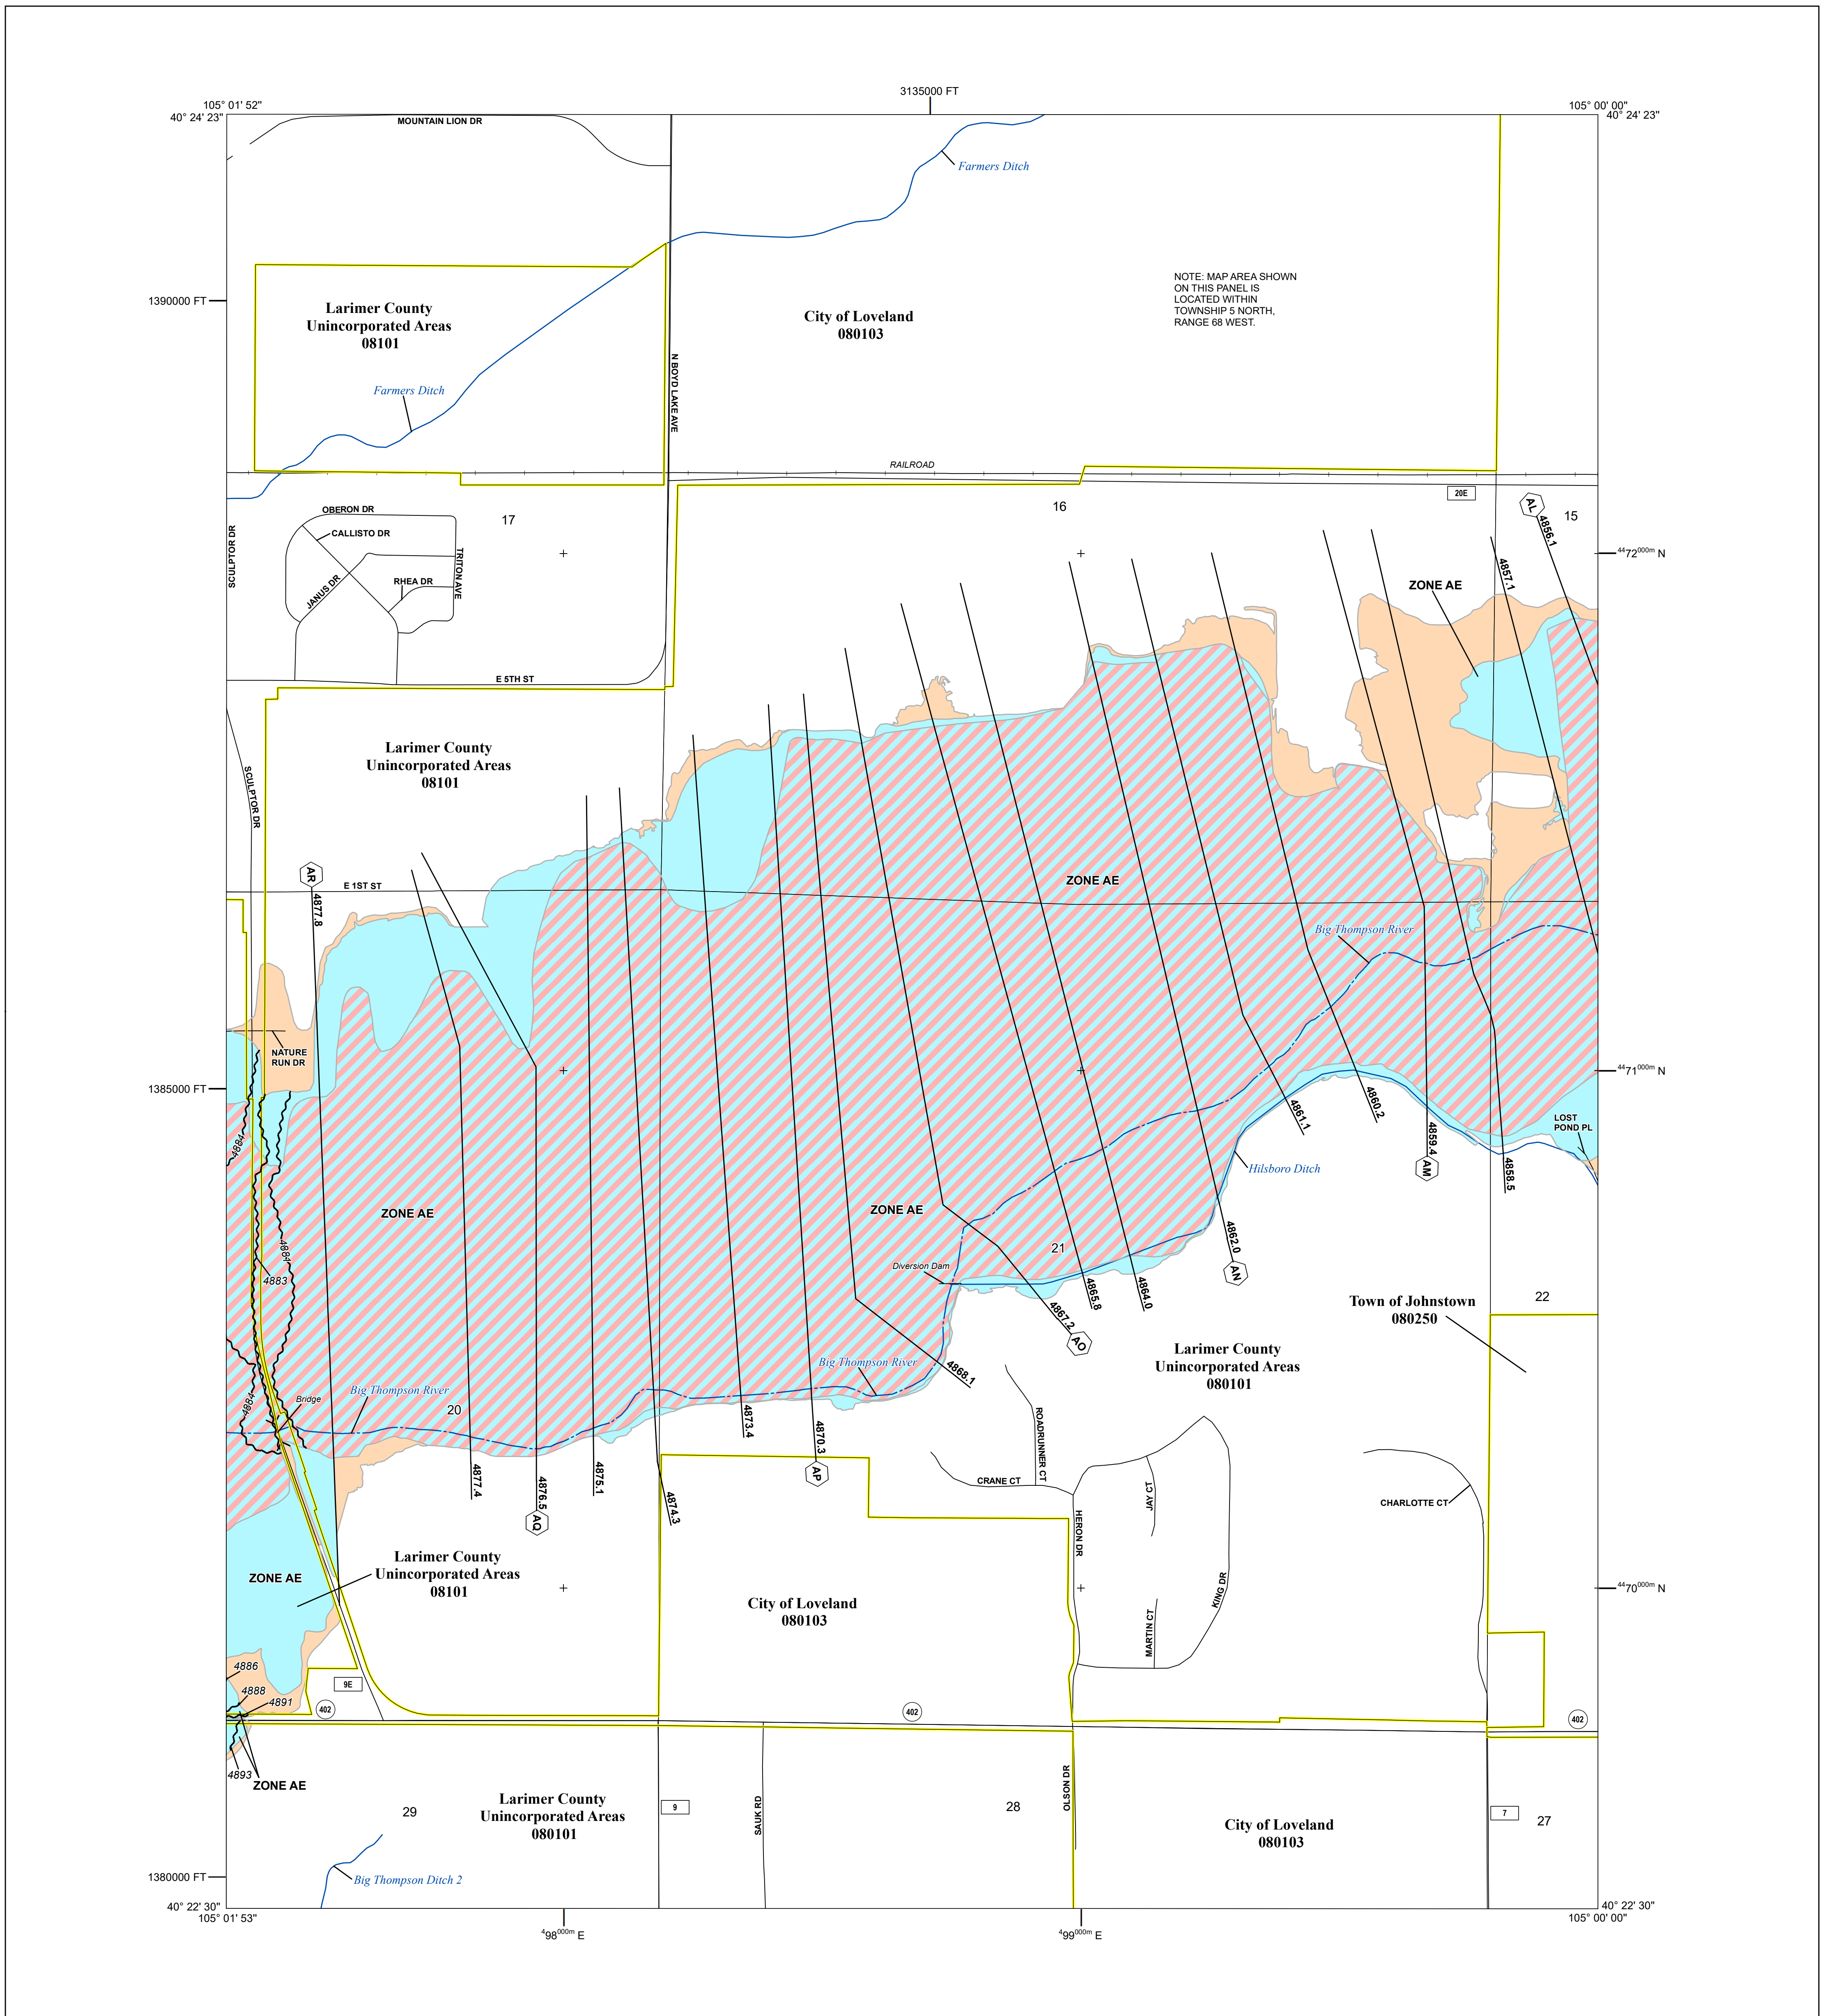 3135000 FT
105° 01' 52"
105° 00' 00"
40° 24' 23"
40° 24' 23"
MOUNTAIN LION DR
Farmers Ditch
NOTE: MAP AREA SHOWN
ON THIS PANEL IS
LOCATED WITHIN
TOWNSHIP 5 NORTH,
RANGE 68 WEST.
1390000 FT
Larimer County
Unincorporated Areas
08101
City of Loveland
080103
N BOYD LAKE AVE
Farmers Ditch
RAILROAD
20E
AL
4856.1
15
16
17
OBERON DR
CALLISTO DR
SCULPTOR DR
TRITON AVE
RHEA DR
JANUS DR
4472000m N
4857.1
ZONE AE
E 5TH ST
Larimer County
Unincorporated Areas
08101
SCULPTOR DR
AR
4877.8
E 1ST ST
ZONE AE
Big Thompson River
NATURE
RUN DR
1385000 FT
4471000m N
4884
4861.1
4860.2
4859.4
AM
4858.5
LOST
POND PL
Hilsboro Ditch
ZONE AE
ZONE AE
4881
4883
21
4862.0
AN
Diversion Dam
4865.8
4864.0
4867.2
AO
22
Town of Johnstown
080250
Larimer County
Unincorporated Areas
080101
Big Thompson River
4868.1
Big Thompson River
4884
Bridge
20
4873.4
4870.3
AP
ROADRUNNER CT
CRANE CT
JAY CT
CHARLOTTE CT
4877.4
4876.5
AQ
4875.1
4874.3
HERON DR
Larimer County
Unincorporated Areas
08101
ZONE AE
4470000m N
City of Loveland
080103
KING DR
MARTIN CT
4886
4888
4891
9E
402
402
402
4893
ZONE AE
29
Larimer County
Unincorporated Areas
080101
9
SAUK RD
28
OLSON DR
City of Loveland
080103
7
27
Big Thompson Ditch 2
1380000 FT
40° 22' 30"
40° 22' 30"
105° 01' 53"
105° 00' 00"
498000m E
499000m E